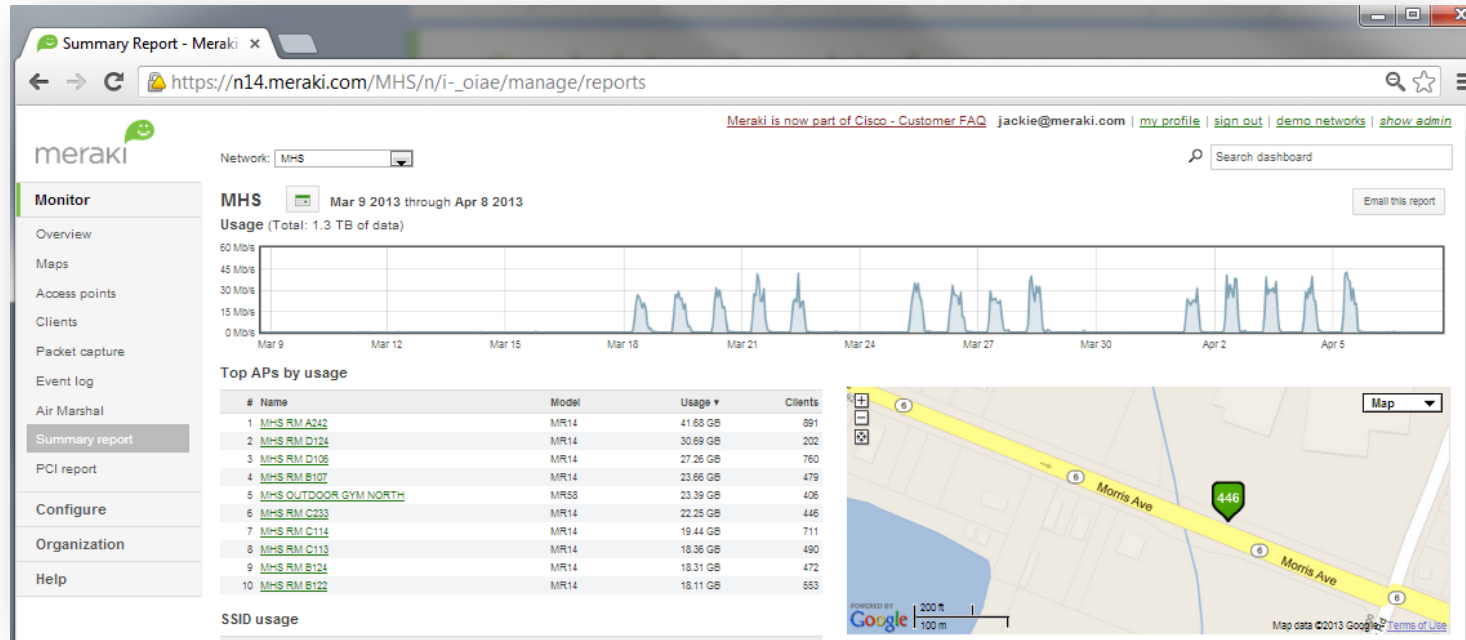 Summary Report - Meraki
https://n14.meraki.com/MHS/n/i-_oiae/manage/reports
Meraki is now part of Cisco - Customer FAQ jackie@meraki.com | my profile | sign out | demo networks | show admin
meraki
Network: MHS
Search dashboard
Monitor
Overview
Maps
Access points
Clients
Packet capture
Event log
Air Marshal
Summary report
PCI report
Configure
Organization
Help
MHS Mar 9 2013 through Apr 8 2013
Email this report
Usage (Total: 1.3 TB of data)
60 Mb/s
45 Mb/s
30 Mb/s
15 Mb/s
0 Mb/s
Mar 9 Mar 12 Mar 15 Mar 18 Mar 21 Mar 24 Mar 27 Mar 30 Apr 2 Apr 5
Top APs by usage
# Name Model Usage ▼ Clients
1 MHS RM A242 MR14 41.68 GB 891
2 MHS RM D124 MR14 30.69 GB 202
3 MHS RM D106 MR14 27.26 GB 760
4 MHS RM B107 MR14 23.66 GB 479
5 MHS OUTDOOR GYM NORTH MR58 23.39 GB 406
6 MHS RM C233 MR14 22.25 GB 446
7 MHS RM C114 MR14 19.44 GB 711
8 MHS RM C113 MR14 18.36 GB 490
9 MHS RM B124 MR14 18.31 GB 472
10 MHS RM B122 MR14 18.11 GB 553
SSID usage
Map
6
6
Morris Ave
446
6
Morris Ave
6
POWERED BY
Google
200 ft
100 m
Map data ©2013 Google - Terms of Use